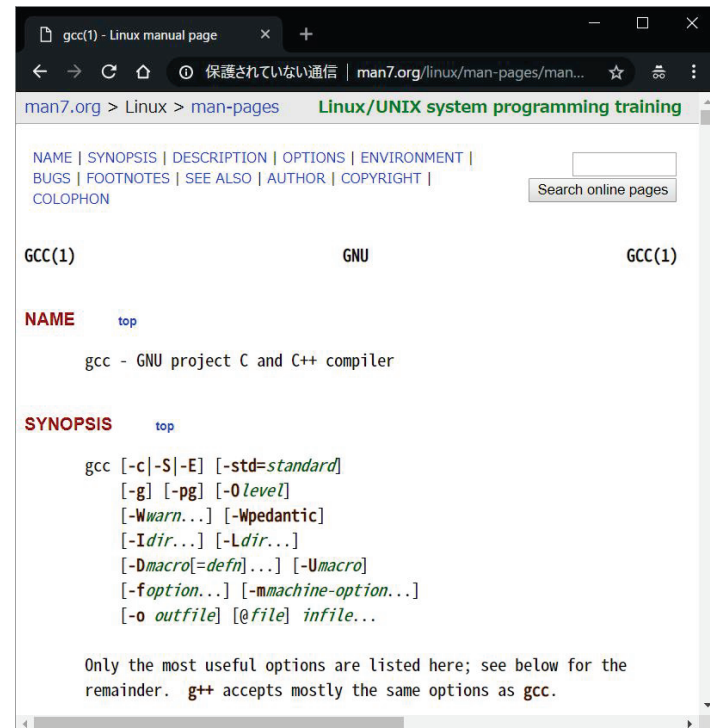 gcc(1) - Linux manual page
保護されていない通信 | man7.org/linux/man-pages/man...
man7.org > Linux > man-pages Linux/UNIX system programming training
NAME | SYNOPSIS | DESCRIPTION | OPTIONS | ENVIRONMENT |
BUGS | FOOTNOTES | SEE ALSO | AUTHOR | COPYRIGHT |
COLOPHON
Search online pages
GCC(1) GNU GCC(1)
NAME top
gcc - GNU project C and C++ compiler
SYNOPSIS top
gcc [-c|-S|-E] [-std=standard]
[-g] [-pg] [-Olevel]
[-Wwarn...] [-Wpedantic]
[-Idir...] [-Ldir...]
[-Dmacro[=defn]...] [-Umacro]
[-foption...] [-mmachine-option...]
[-o outfile] [@file] infile...
Only the most useful options are listed here; see below for the
remainder. g++ accepts mostly the same options as gcc.